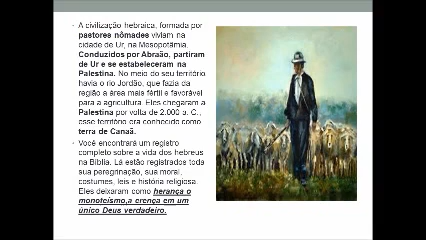 • A civilização hebraica, formada por
pastores nômades viviam na
cidade de Ur, na Mesopotâmia.
Conduzidos por Abraão, partiram
de Ur e se estabeleceram na
Palestina. No meio do seu território
havia o rio Jordão, que fazia da
região a área mais fértil e favorável
para a agricultura. Eles chegaram a
Palestina por volta de 2.000 a. C.,
esse território era conhecido como
terra de Canaã.
• Você encontrará um registro
completo sobre a vida dos hebreus
na Bíblia. Lá estão registrados toda
sua peregrinação, sua moral,
costumes, leis e história religiosa.
Eles deixaram como herança o
monoteísmo,a crença em um
único Deus verdadeiro.